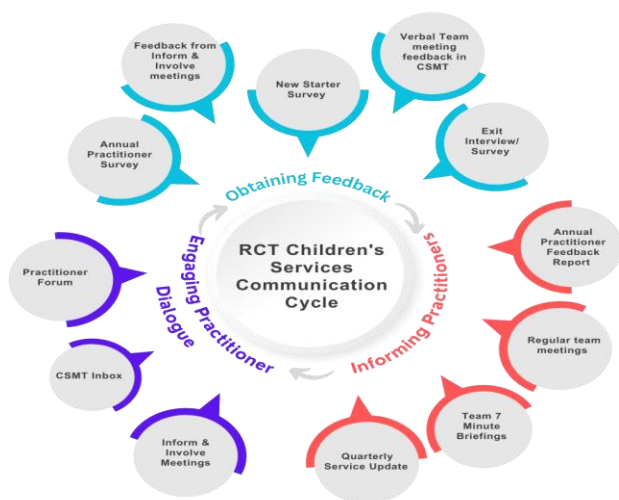 Feedback from
Inform &
Involve
meetings
New Starter
Survey
Verbal Team
meeting
feedback in
CSMT
Annual
Practitioner
Survey
Exit
Interview/
Survey
Obtaining Feedback
RCT Children's
Services
Communication
Cycle
Engaging Practitioner
Dialogue
Informing Practitioners
Practitioner
Forum
CSMT Inbox
Inform &
Involve
Meetings
Annual
Practitioner
Feedback
Report
Regular team
meetings
Team 7
Minute
Briefings
Quarterly
Service Update